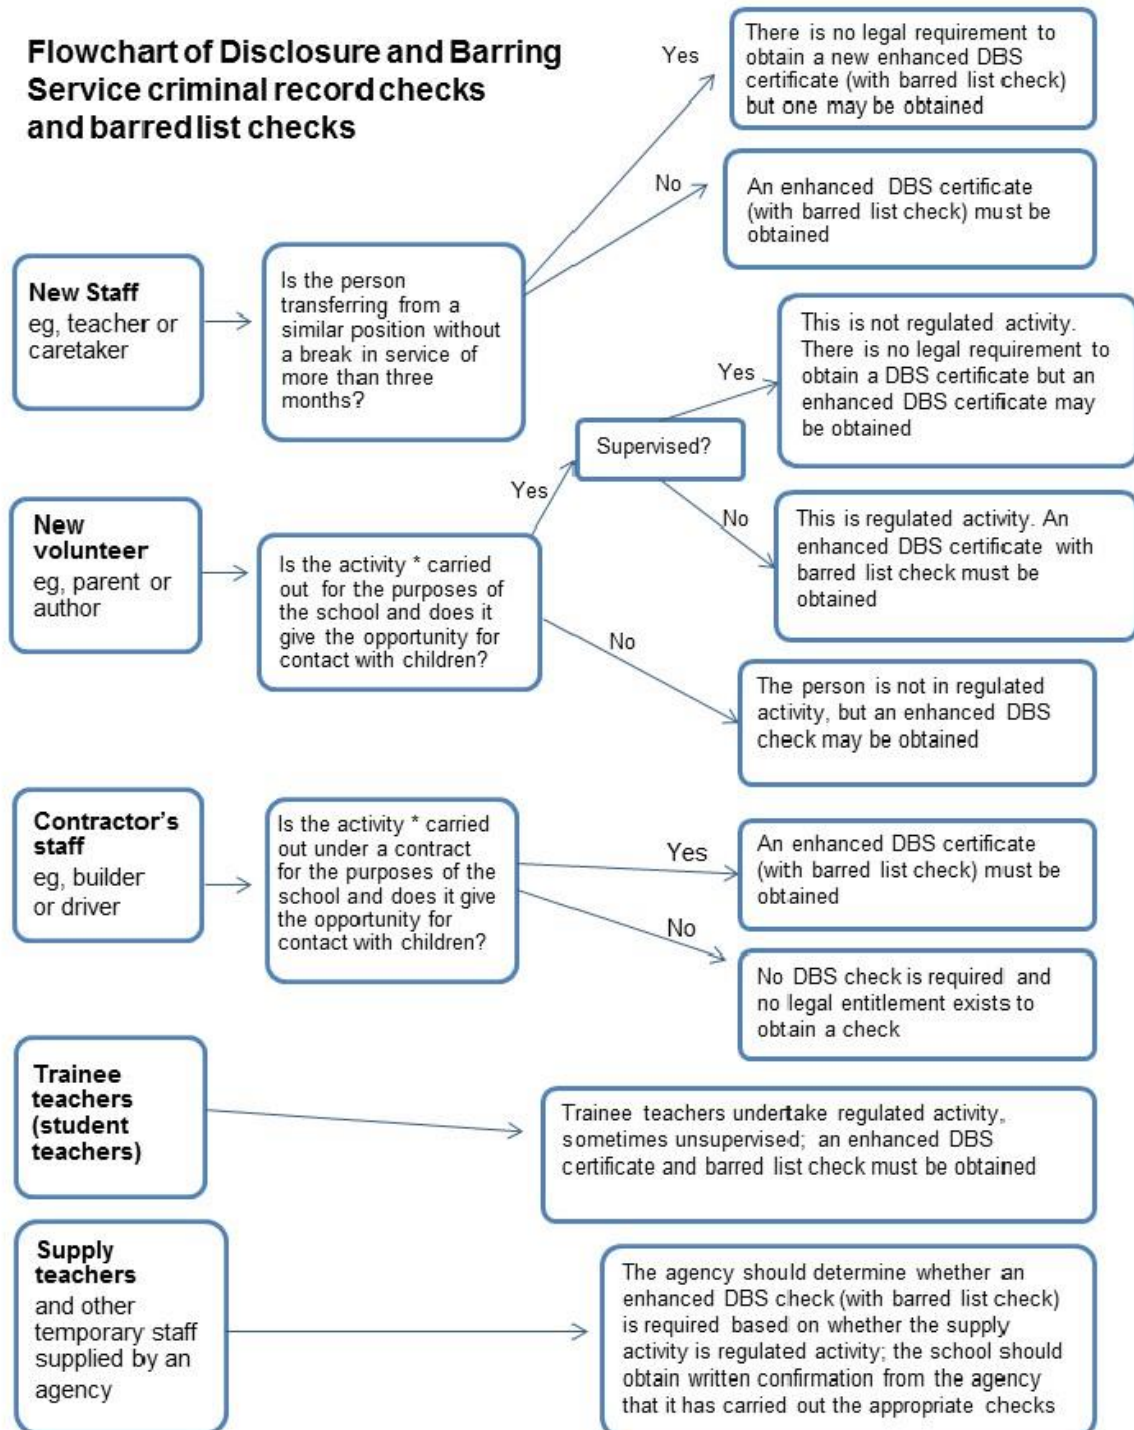 Flowchart of Disclosure and Barring
Service criminal record checks
and barred list checks
Yes
There is no legal requirement to
obtain a new enhanced DBS
certificate (with barred list check)
but one may be obtained
No
An enhanced DBS certificate
(with barred list check) must be
obtained
New Staff
eg, teacher or
caretaker
Is the person
transferring from a
similar position without
a break in service of
more than three
months?
New
volunteer
eg, parent or
author
Is the activity * carried
out for the purposes of
the school and does it
give the opportunity for
contact with children?
Yes
Supervised?
Yes
This is not regulated activity.
There is no legal requirement to
obtain a DBS certificate but an
enhanced DBS certificate may
be obtained
No
This is regulated activity. An
enhanced DBS certificate with
barred list check must be
obtained
No
The person is not in regulated
activity, but an enhanced DBS
check may be obtained
Contractor's
staff
eg, builder
or driver
Is the activity * carried
out under a contract
for the purposes of the
school and does it give
the opportunity for
contact with children?
Yes
An enhanced DBS certificate
(with barred list check) must be
obtained
No
No DBS check is required and
no legal entitlement exists to
obtain a check
Trainee
teachers
(student
teachers)
Trainee teachers undertake regulated activity,
sometimes unsupervised; an enhanced DBS
certificate and barred list check must be obtained
Supply
teachers
and other
temporary staff
supplied by an
agency
The agency should determine whether an
enhanced DBS check (with barred list check)
is required based on whether the supply
activity is regulated activity; the school should
obtain written confirmation from the agency
that it has carried out the appropriate checks